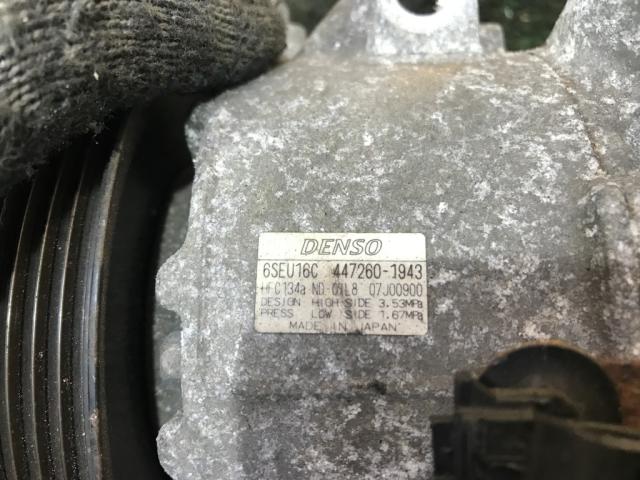 DENSO
6SEU16C 447260-1943
HFC134a ND-OIL8 07J00900
DESIGN HIGH SIDE 3.53MPa
PRESS LOW SIDE 1.67MPa
MADE IN JAPAN